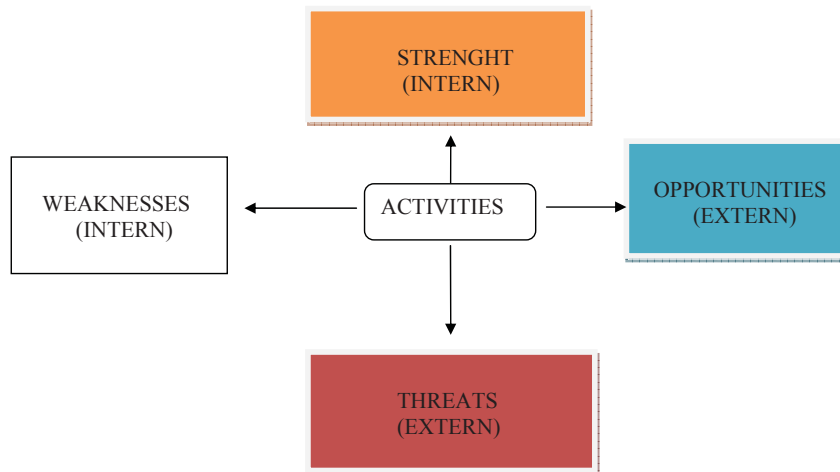 STRENGHT
(INTERN)
WEAKNESSES
(INTERN)
ACTIVITIES
OPPORTUNITIES
(EXTERN)
THREATS
(EXTERN)